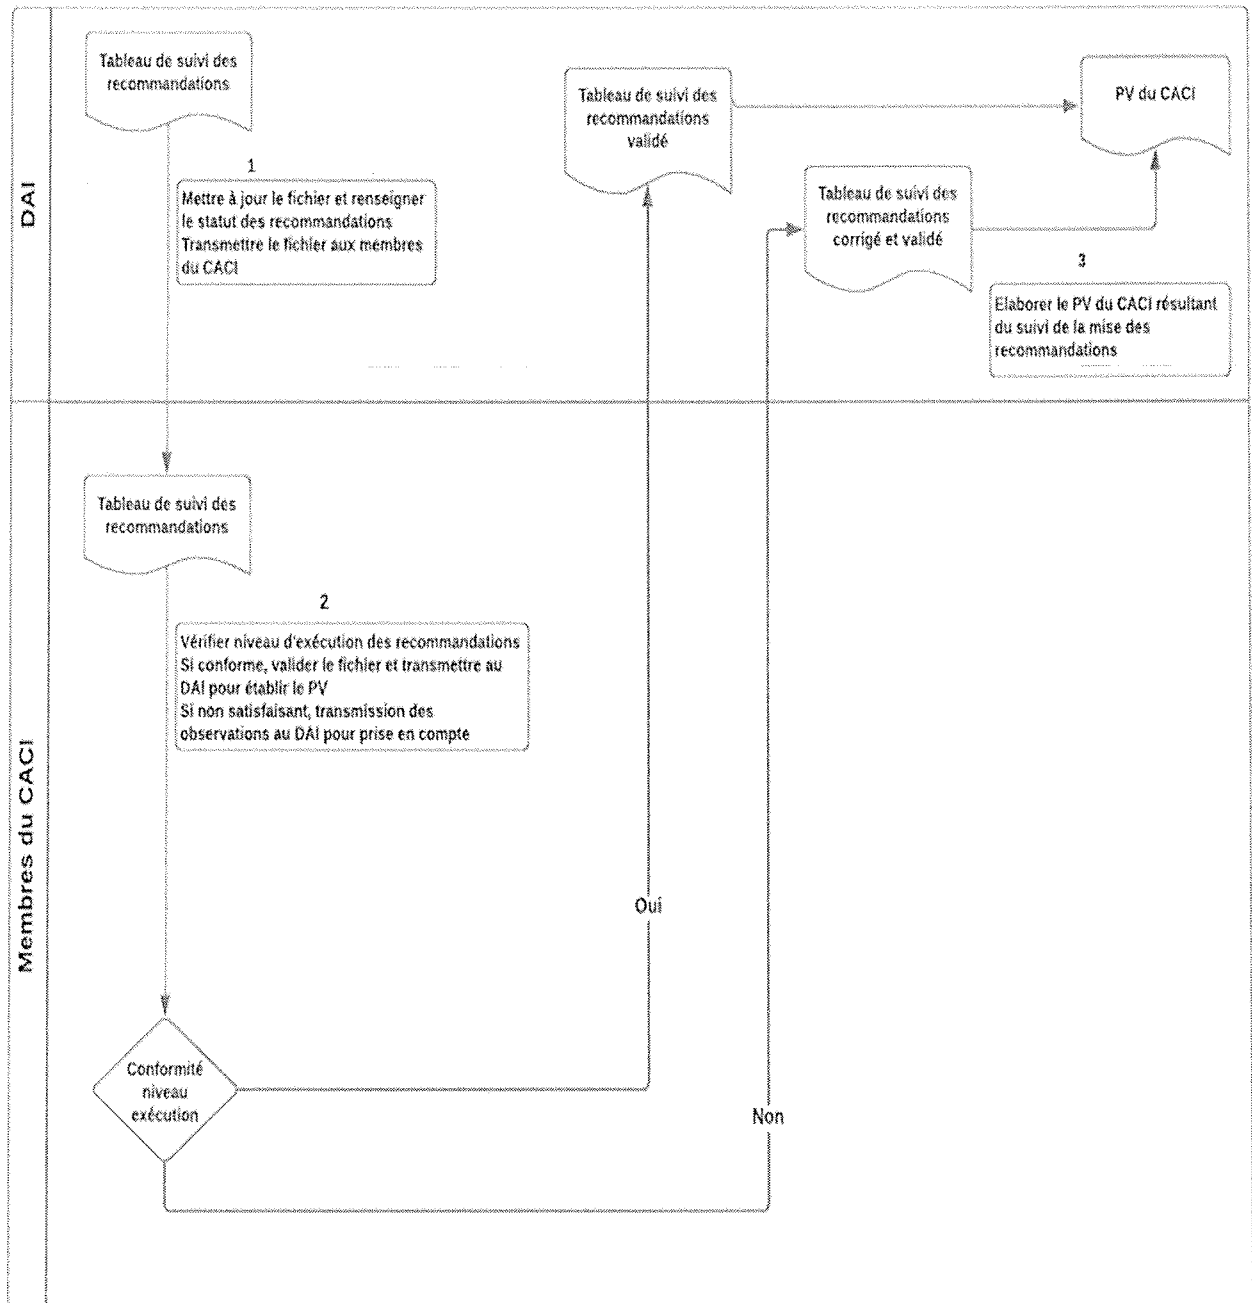 DAI
Tableau de suivi des
recommandations
1
Mettre à jour le fichier et renseigner
le statut des recommandations
Transmettre le fichier aux membres
du CACI
Tableau de suivi des
recommandations
validé
PV du CACI
Tableau de suivi des
recommandations
corrigé et validé
3
Elaborer le PV du CACI résultant
du suivi de la mise des
recommandations
Membres du CACI
Tableau de suivi des
recommandations
2
Vérifier niveau d'exécution des recommandations
Si conforme, valider le fichier et transmettre au
DAI pour établir le PV
Si non satisfaisant, transmission des
observations au DAI pour prise en compte
Oui
Conformité
niveau
exécution
Non